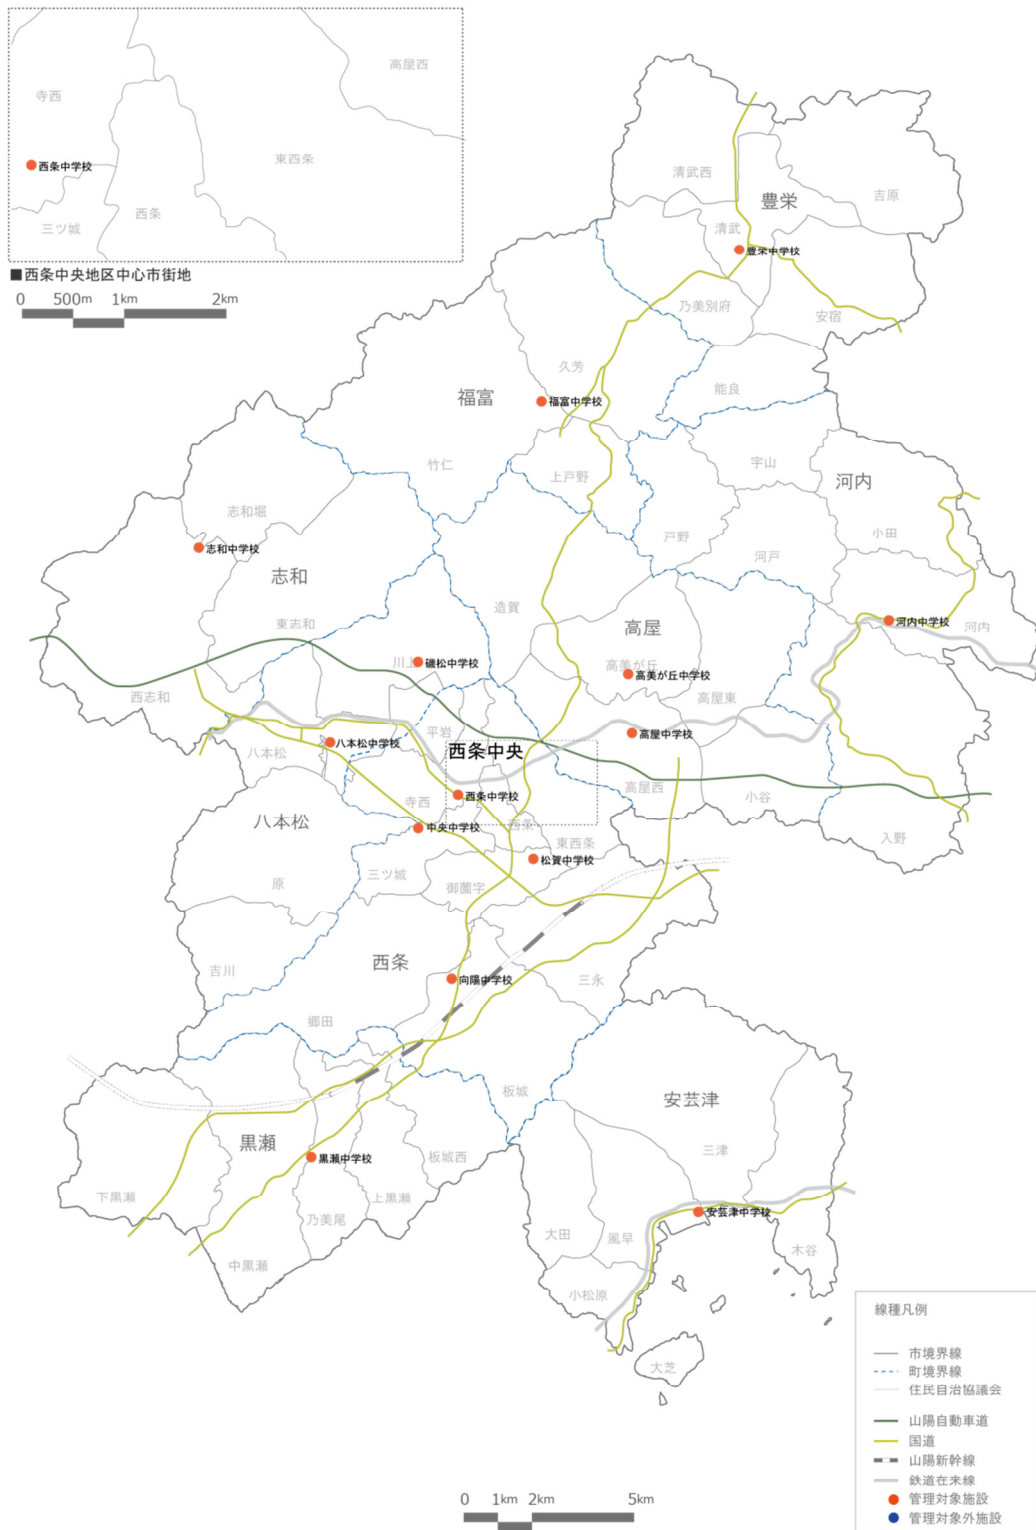 高屋西
寺西
西条中学校
東西条
西条
三ツ城
■西条中央地区中心市街地
0 500m 1km 2km
清武西
豊栄
吉原
清武
豊栄中学校
乃美別府
安宿
久芳
能良
福富
福富中学校
竹仁
上戸野
宇山
河内
志和堀
小田
志和中学校
戸野
河戸
志和
造賀
東志和
高屋
河内中学校
河内
川上
磯松中学校
高美が丘
高美が丘中学校
西志和
高屋東
平岩
高屋中学校
八本松中学校
八本松
西条中央
高屋西
小谷
寺西
西条中学校
八本松
西条
中央中学校
入野
東西条
松賀中学校
原
三ツ城
御薗宇
吉川
西条
向陽中学校
三永
郷田
板城
安芸津
黒瀬
三津
黒瀬中学校
板城西
下黒瀬
上黒瀬
乃美尾
安芸津中学校
大田
風早
木谷
中黒瀬
小松原
大芝
線種凡例
市境界線
町境界線
住民自治協議会
山陽自動車道
国道
山陽新幹線
鉄道在来線
管理対象施設
管理対象外施設
0 1km 2km 5km